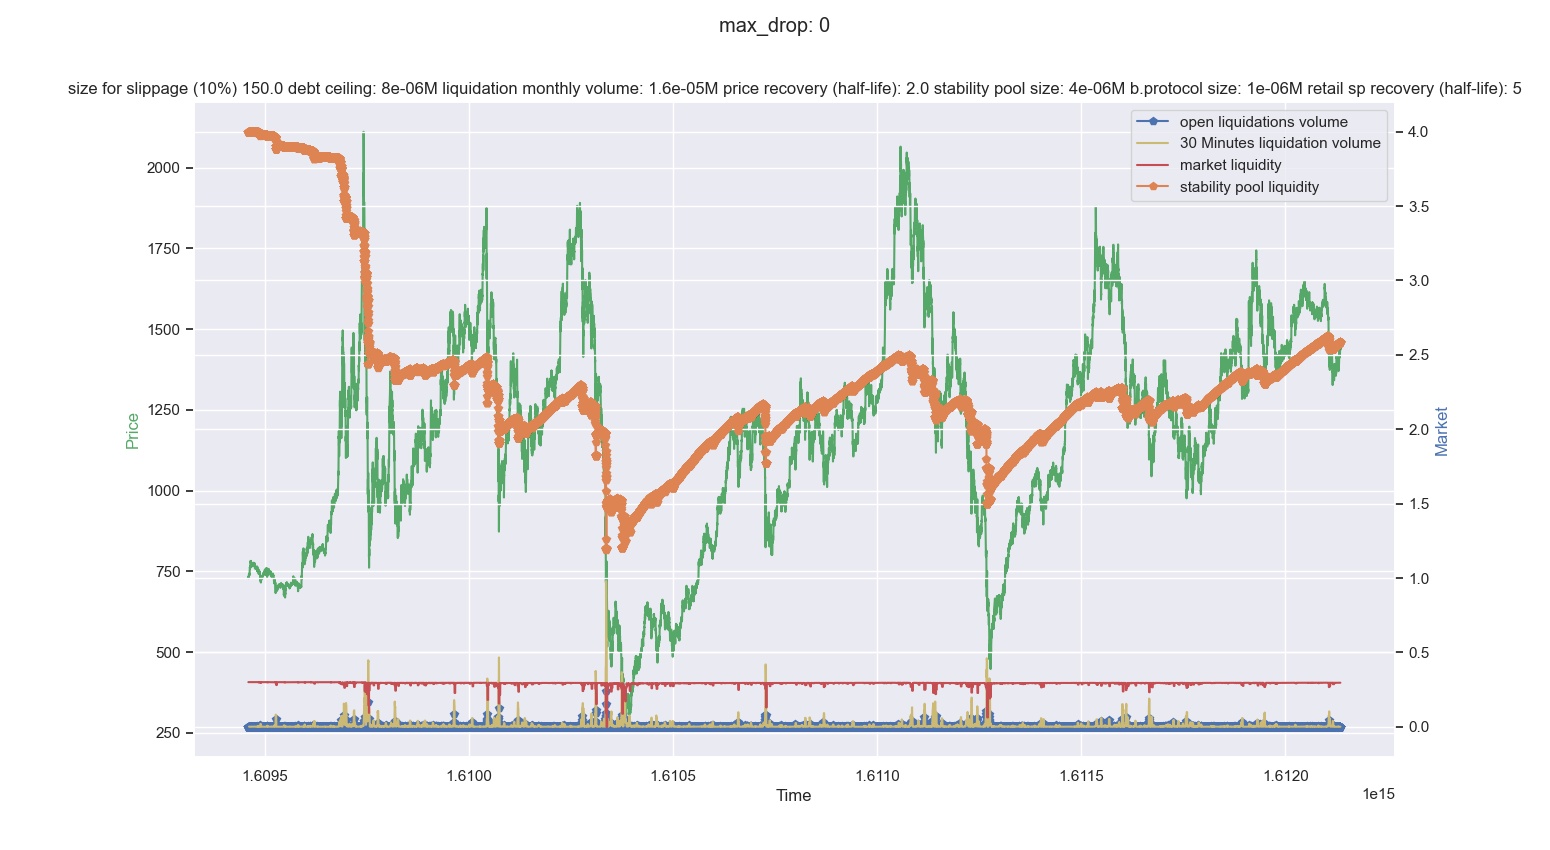 max_drop: 0
size for slippage (10%) 150.0 debt ceiling: 8e-06M liquidation monthly volume: 1.6e-05M price recovery (half-life): 2.0 stability pool size: 4e-06M b.protocol size: 1e-06M retail sp recovery (half-life): 5
open liquidations volume
30 Minutes liquidation volume
market liquidity
stability pool liquidity
2000
1750
1500
1250
1000
750
500
250
Price
4.0
3.5
3.0
2.5
2.0
1.5
1.0
0.5
0.0
Market
1.6095
1.6100
1.6105
1.6110
1.6115
1.6120
Time
1e15